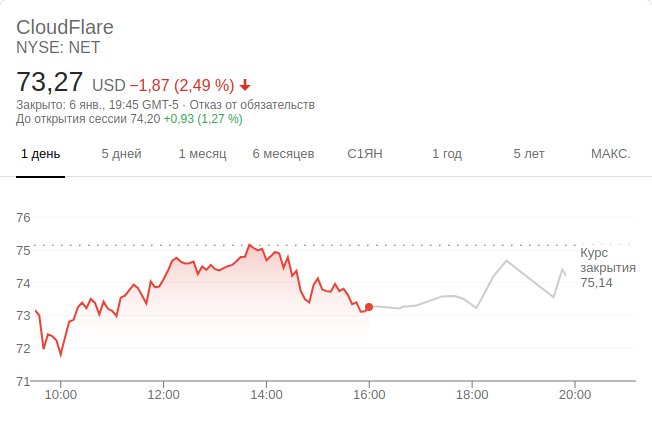 CloudFlare
NYSE: NET
73,27 USD −1,87 (2,49 %)
Закрыто: 6 янв., 19:45 GMT-5 · Отказ от обязательств
До открытия сессии 74,20 +0,93 (1,27 %)
1 день 5 дней 1 месяц 6 месяцев С1ЯН 1 год 5 лет МАКС.
76
75
74
73
72
71
Курс
закрытия
75,14
10:00 12:00 14:00 16:00 18:00 20:00